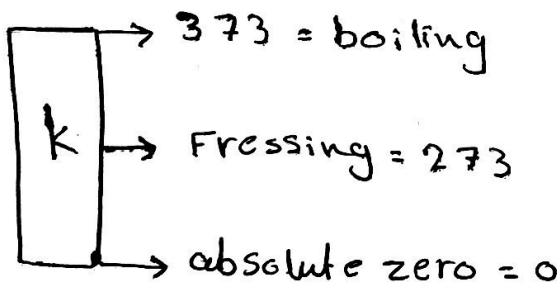 373 = boiling
K
Fressing = 273
absolute zero = 0